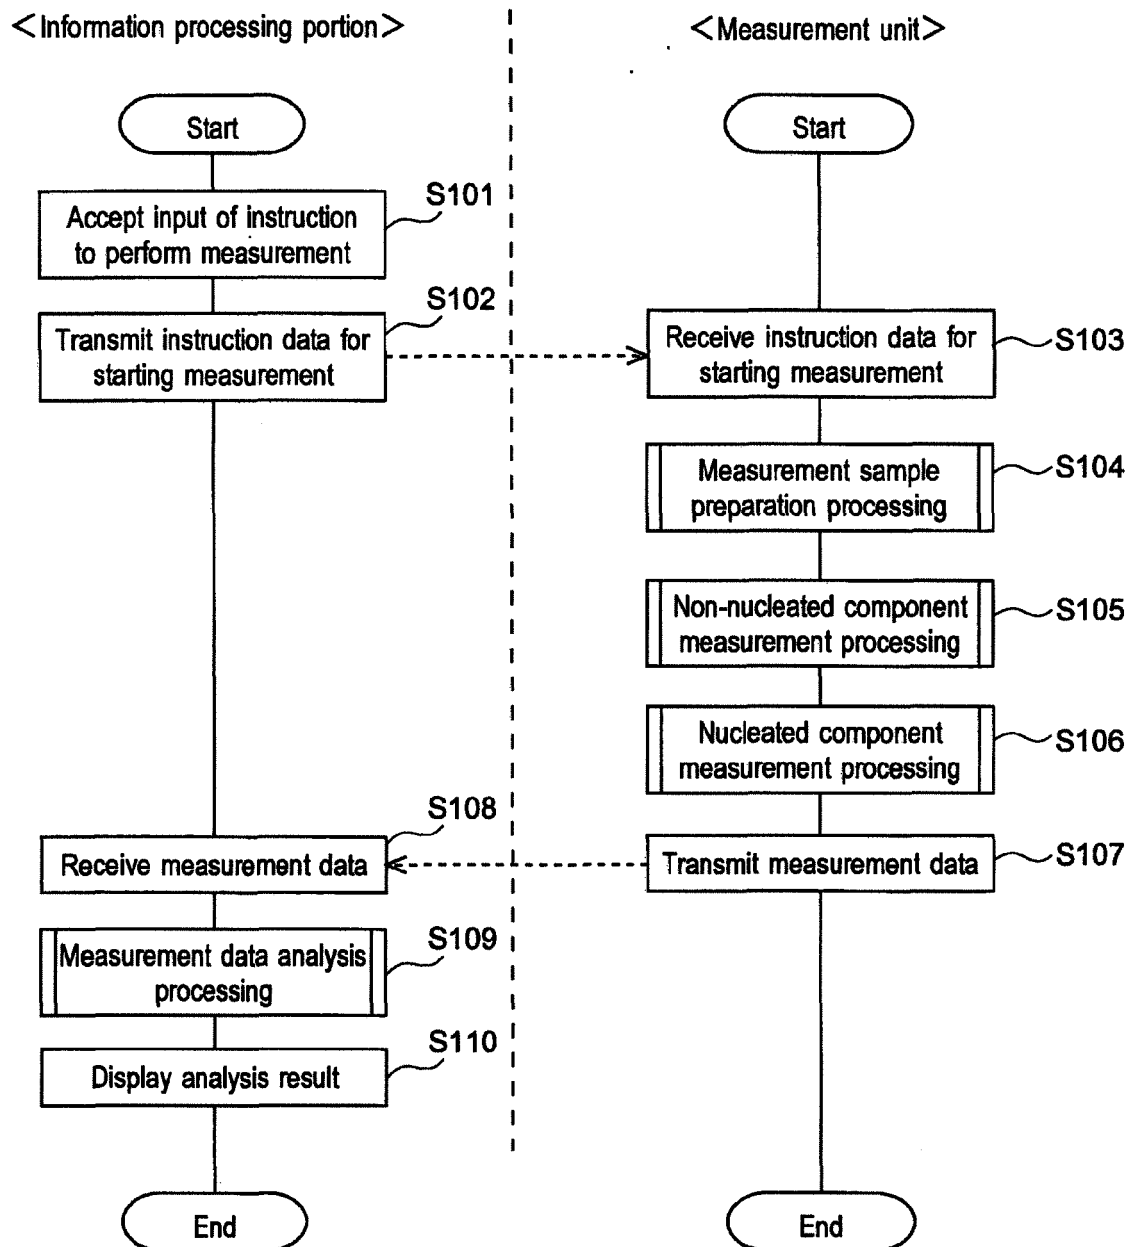 <Information processing portion>
<Measurement unit>
Start
Start
S101
Accept input of instruction
to perform measurement
S102
Transmit instruction data for
starting measurement
Receive instruction data for
starting measurement
S103
Measurement sample
preparation processing
S104
Non-nucleated component
measurement processing
S105
Nucleated component
measurement processing
S106
S108
Receive measurement data
Transmit measurement data
S107
Measurement data analysis
processing
S109
S110
Display analysis result
End
End